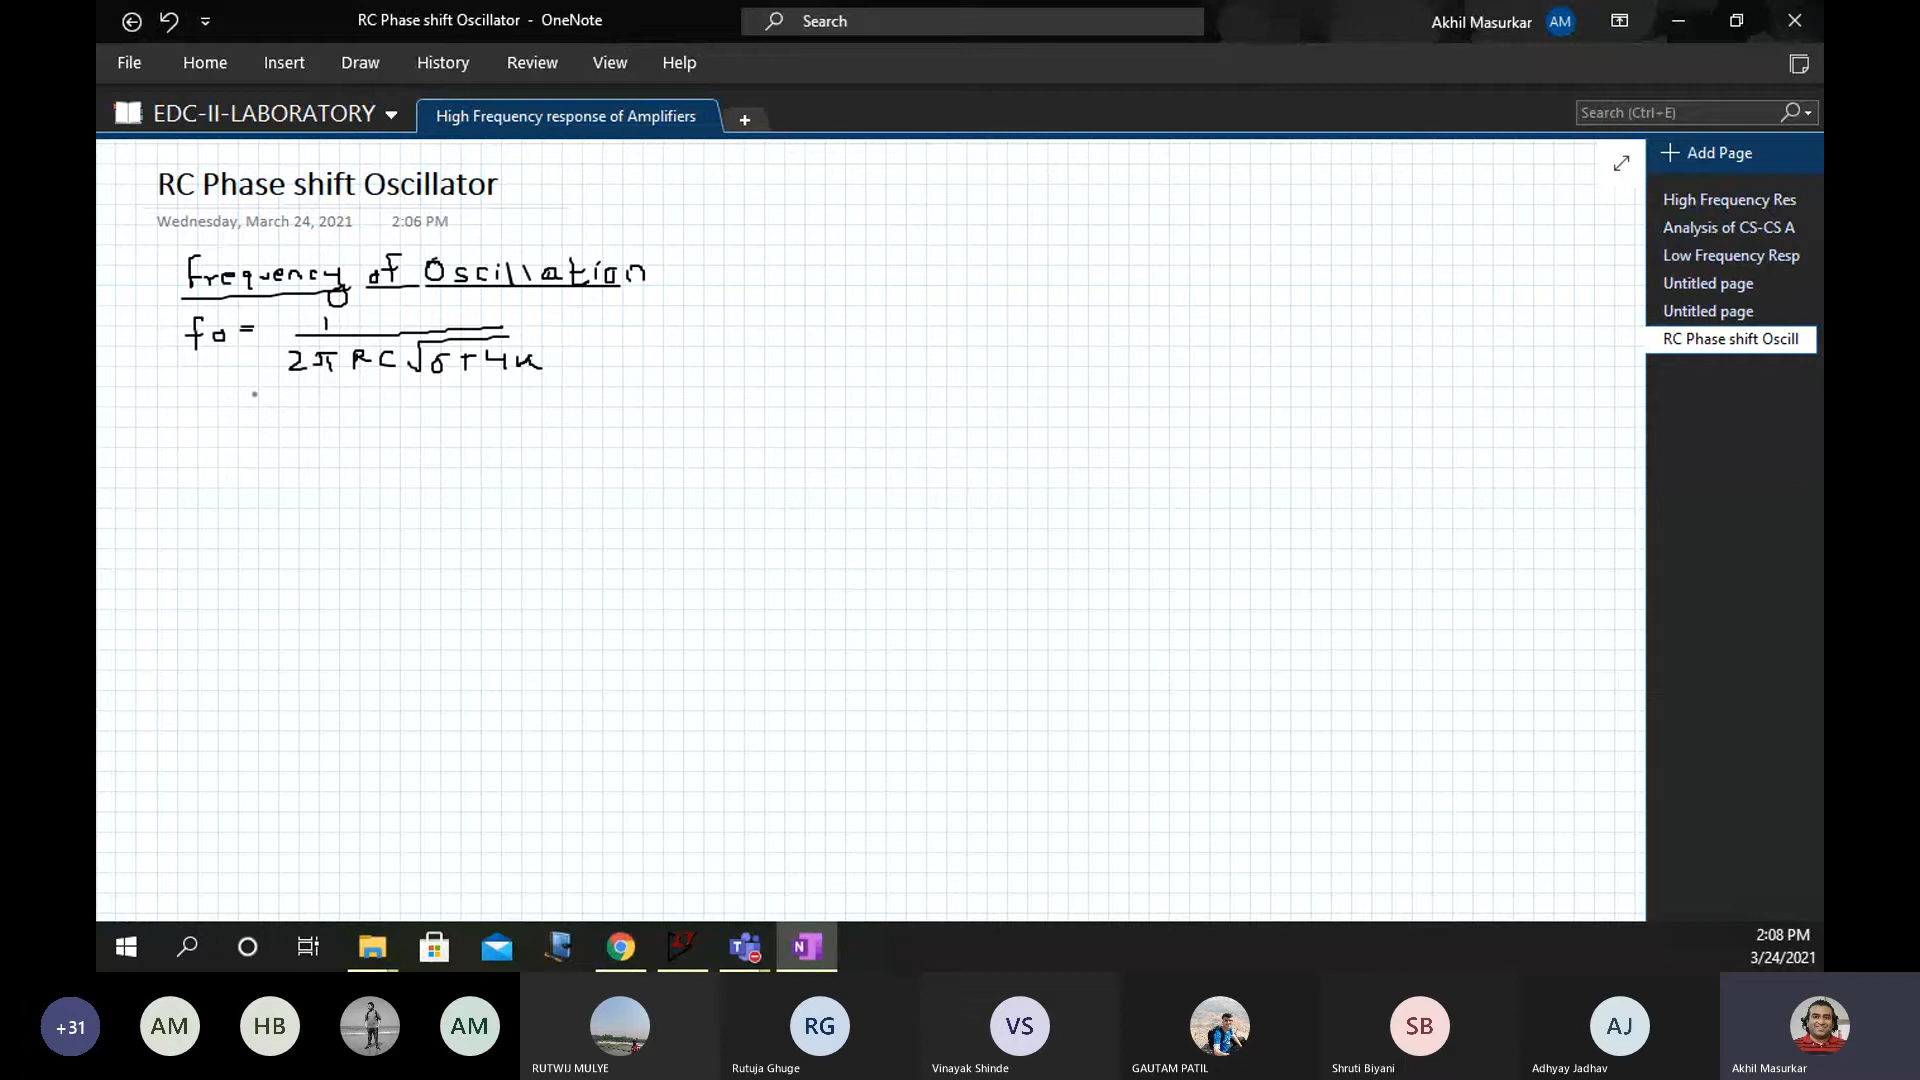 RC Phase shift Oscillator - OneNote
Search
Akhil Masurkar
AM
File Home Insert Draw History Review View Help
EDC-II-LABORATORY
High Frequency response of Amplifiers
+
Search (Ctrl+E)
RC Phase shift Oscillator
Wednesday, March 24, 2021 2:06 PM
Frequency of Oscillation
fo = 1
2π RC √6+4K
+ Add Page
High Frequency Res
Analysis of CS-CS A
Low Frequency Resp
Untitled page
Untitled page
RC Phase shift Oscill
2:08 PM
3/24/2021
+31
AM
HB
AM
RG
VS
SB
AJ
RUTWIJ MULYE
Rutuja Ghuge
Vinayak Shinde
GAUTAM PATIL
Shruti Biyani
Adhyay Jadhav
Akhil Masurkar